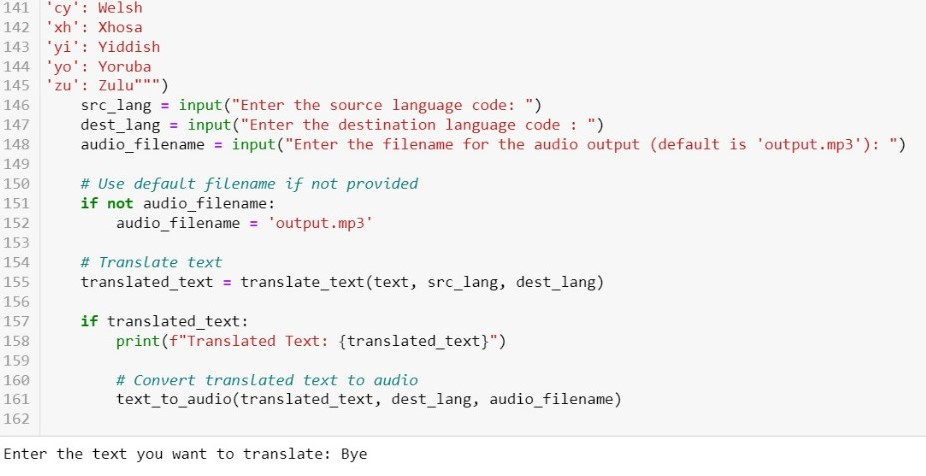 141 'cy': Welsh
142 'xh': Xhosa
143 'yi': Yiddish
144 'yo': Yoruba
145 'zu': Zulu""")
146     src_lang = input("Enter the source language code: ")
147     dest_lang = input("Enter the destination language code : ")
148     audio_filename = input("Enter the filename for the audio output (default is 'output.mp3'): ")
149
150     # Use default filename if not provided
151     if not audio_filename:
152         audio_filename = 'output.mp3'
153
154     # Translate text
155     translated_text = translate_text(text, src_lang, dest_lang)
156
157     if translated_text:
158         print(f"Translated Text: {translated_text}")
159
160         # Convert translated text to audio
161         text_to_audio(translated_text, dest_lang, audio_filename)
162
Enter the text you want to translate: Bye